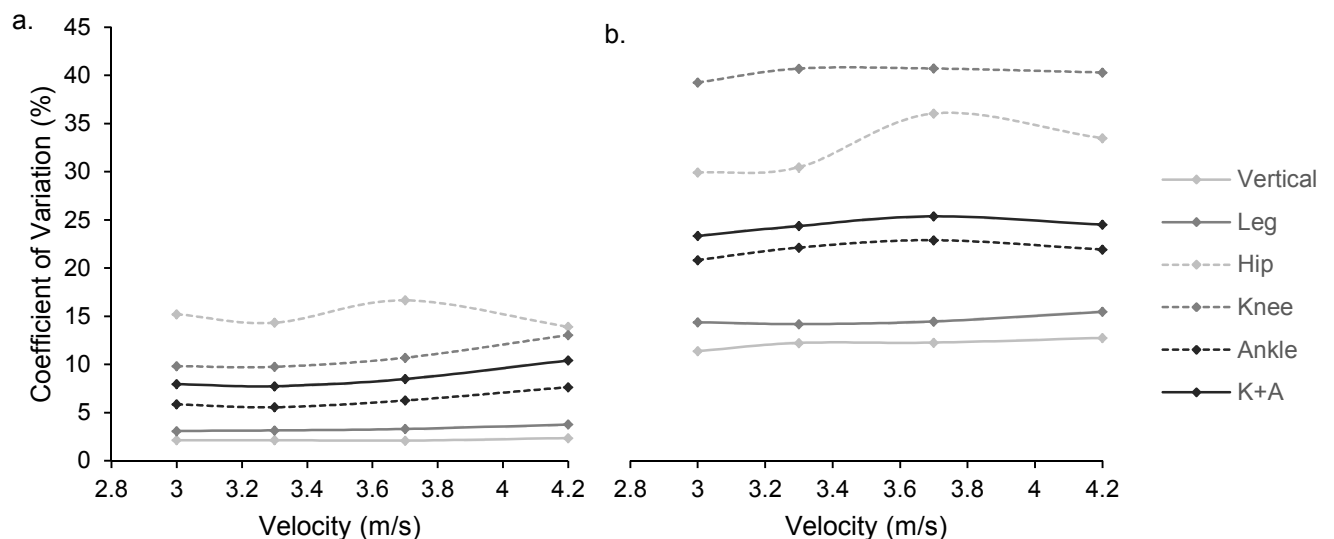 a.
Coefficient of Variation (%)
45
40
35
30
25
20
15
10
5
0
2.8 3 3.2 3.4 3.6 3.8 4 4.2
Velocity (m/s)
b.
2.8 3 3.2 3.4 3.6 3.8 4 4.2
Velocity (m/s)
Vertical
Leg
Hip
Knee
Ankle
K+A